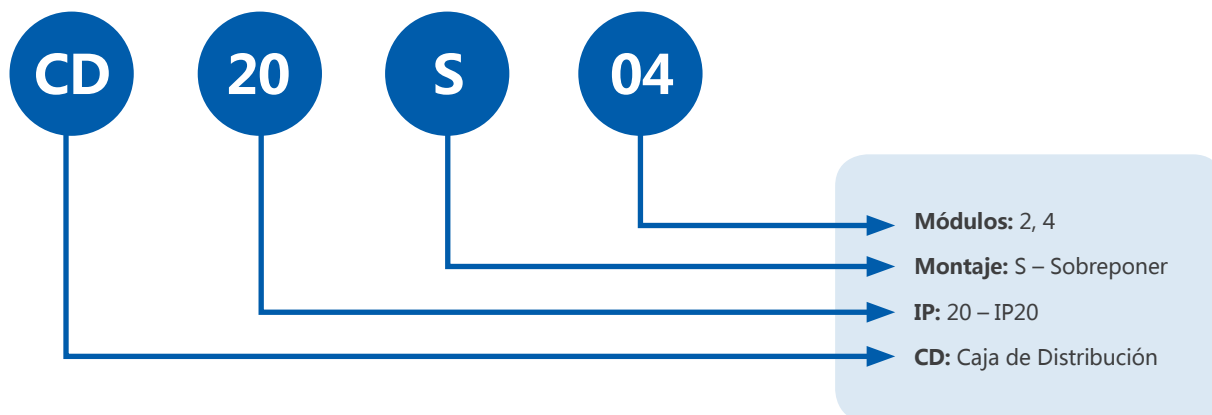 CD 20 S 04
Módulos: 2, 4
Montaje: S – Sobreponer
IP: 20 – IP20
CD: Caja de Distribución